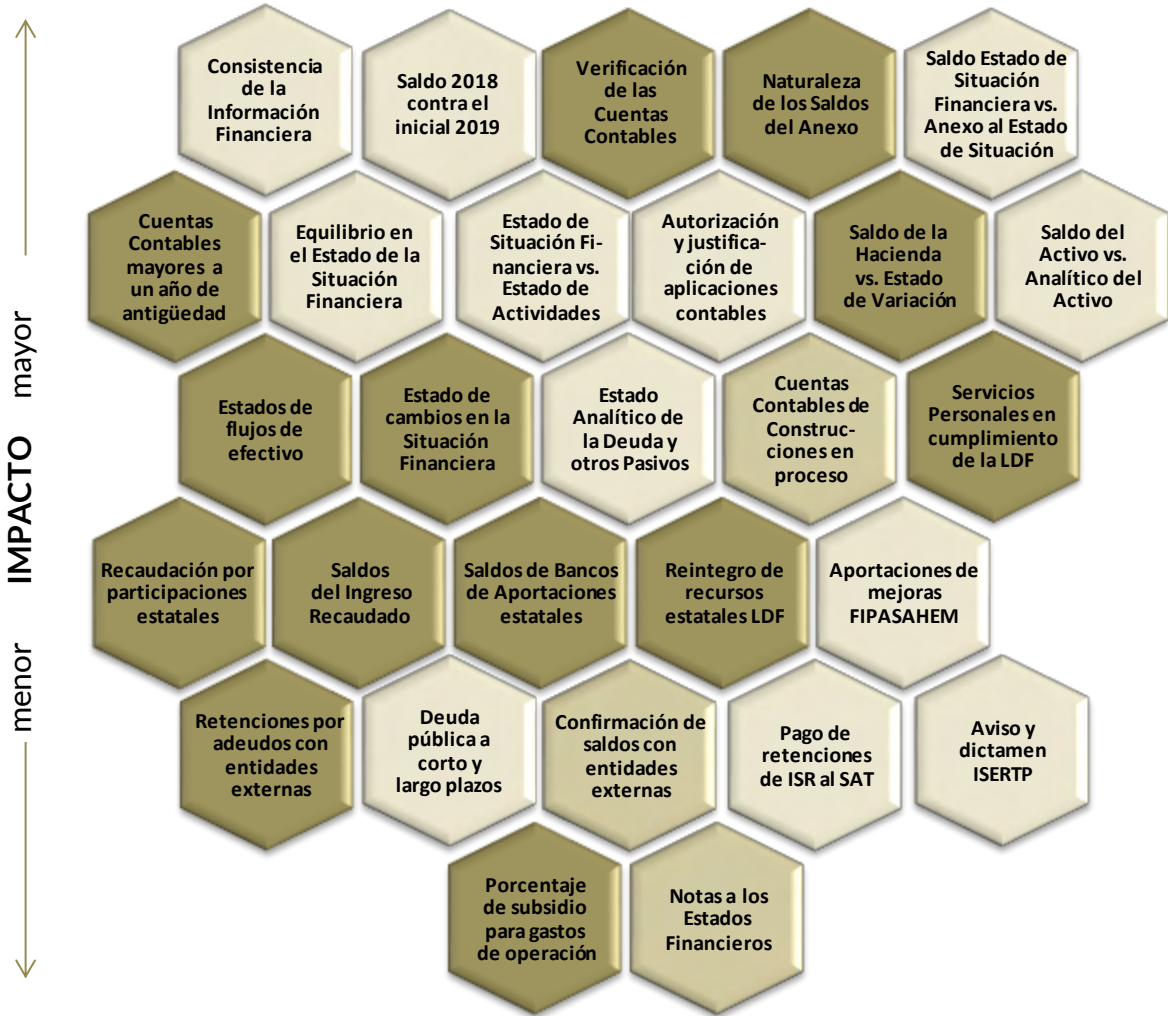 Consistencia
de la
Información
Financiera
Saldo 2018
contra el
inicial 2019
Verificación
de las
Cuentas
Contables
Naturaleza
de los Saldos
del Anexo
Saldo Estado de
Situación
Financiera vs.
Anexo al Estado
de Situación
Cuentas
Contables
mayores a
un año de
antigüedad
Equilibrio en
el Estado de la
Situación
Financiera
Estado de
Situación Fi-
nanciera vs.
Estado de
Actividades
Autorización
y justifica-
ción de
aplicaciones
contables
Saldo de la
Hacienda
vs. Estado
de Variación
Saldo del
Activo vs.
Analítico del
Activo
Estados de
flujos de
efectivo
Estado de
cambios en la
Situación
Financiera
Estado
Analítico de
la Deuda y
otros Pasivos
Cuentas
Contables de
Construc-
ciones en
proceso
Servicios
Personales en
cumplimiento
de la LDF
Recaudación por
participaciones
estatales
Saldos
del Ingreso
Recaudado
Saldos de Bancos
de Aportaciones
estatales
Reintegro de
recursos
estatales LDF
Aportaciones de
mejoras
FIPASAHEM
Retenciones por
adeudos con
entidades
externas
Deuda
pública a
corto y
largo plazos
Confirmación de
saldos con
entidades
externas
Pago de
retenciones
de ISR al SAT
Aviso y
dictamen
ISERTP
Porcentaje
de subsidio
para gastos
de operación
Notas a los
Estados
Financieros
menor IMPACTO mayor